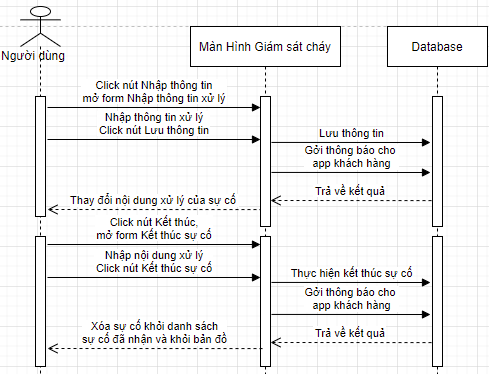 Người dùng
Màn Hình Giám sát cháy
Database
Click nút Nhập thông tin
mở form Nhập thông tin xử lý
Nhập thông tin xử lý
Click nút Lưu thông tin
Lưu thông tin
Gởi thông báo cho
app khách hàng
Trả về kết quả
Thay đổi nội dung xử lý của sự cố
Click nút Kết thúc,
mở form Kết thúc sự cố
Nhập nội dung xử lý
Click nút Kết thúc sự cố
Thực hiện kết thúc sự cố
Gởi thông báo cho
app khách hàng
Trả về kết quả
Xóa sự cố khỏi danh sách
sự cố đã nhận và khỏi bản đồ